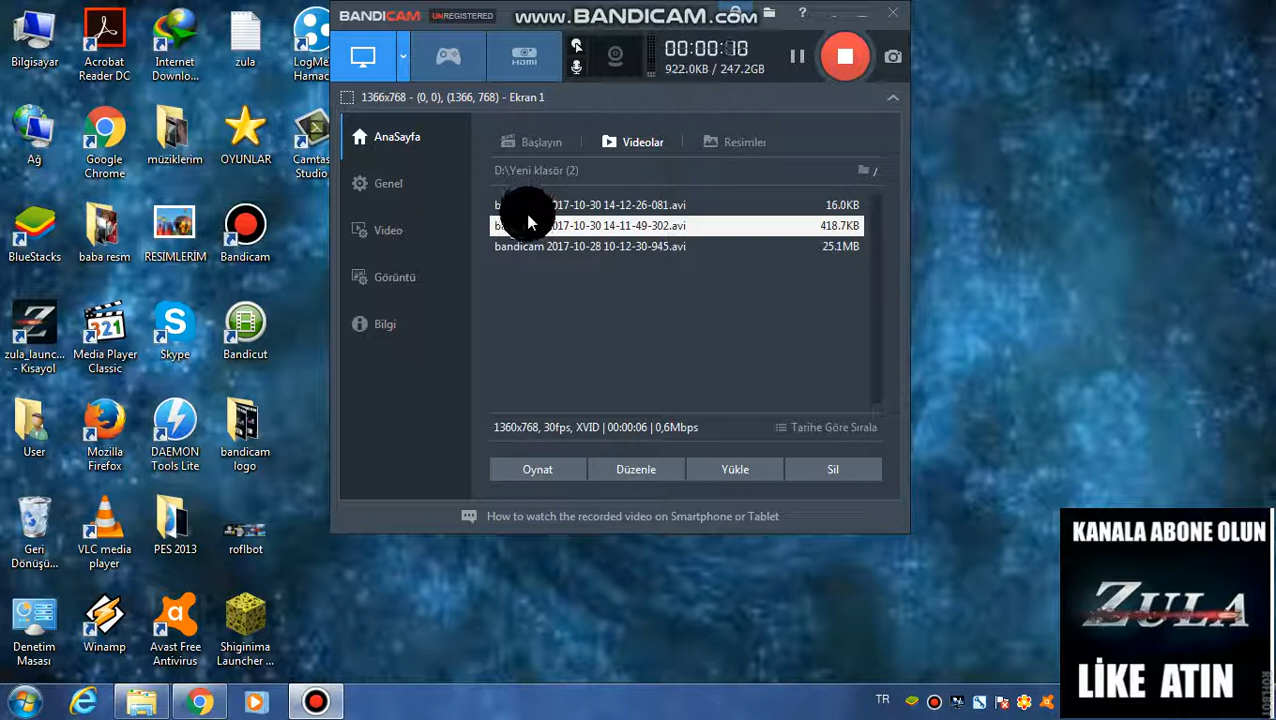 BANDICAM UNREGISTERED
www.BANDICAM.com
?
HDMI
922.0KB / 247.2GB
1366x768 - (0, 0), (1366, 768) - Ekran 1
AnaSayfa
Genel
Video
Görüntü
Bilgi
Başlayın
Videolar
Resimler
D:\Yeni klasör (2)
2017-10-30 14-12-26-081.avi 16.0KB
2017-10-30 14-11-49-302.avi 418.7KB
bandicam 2017-10-28 10-12-30-945.avi 25.1MB
1360x768, 30fps, XVID | 00:00:06 | 0,6Mbps
Tarihe Göre Sırala
Oynat
Düzenle
Yükle
Sil
How to watch the recorded video on Smartphone or Tablet
Bilgisayar
Acrobat
Reader DC
Internet
Downlo...
zula
LogMe
Hamac
Ağ
Google
Chrome
müziklerim
OYUNLAR
Camtas
Studio
BlueStacks
baba resm
RESİMLERİM
Bandicam
zula_launc...
- Kısayol
Media Player
Classic
321
Skype
Bandicut
User
Mozilla
Firefox
DAEMON
Tools Lite
bandicam
logo
Geri
Dönüşü...
VLC media
player
PES 2013
roflbot
Denetim
Masası
Winamp
Avast Free
Antivirus
Shiginima
Launcher ...
TR
KANALA ABONE OLUN
ZULA
LİKE ATIN
ROFLBOT